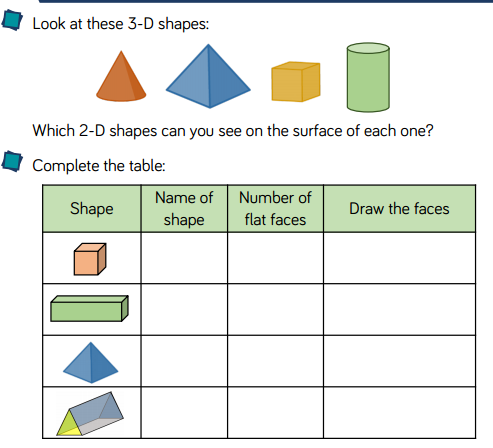 Look at these 3-D shapes:
Which 2-D shapes can you see on the surface of each one?
Complete the table:
Shape
Name of
shape
Number of
flat faces
Draw the faces